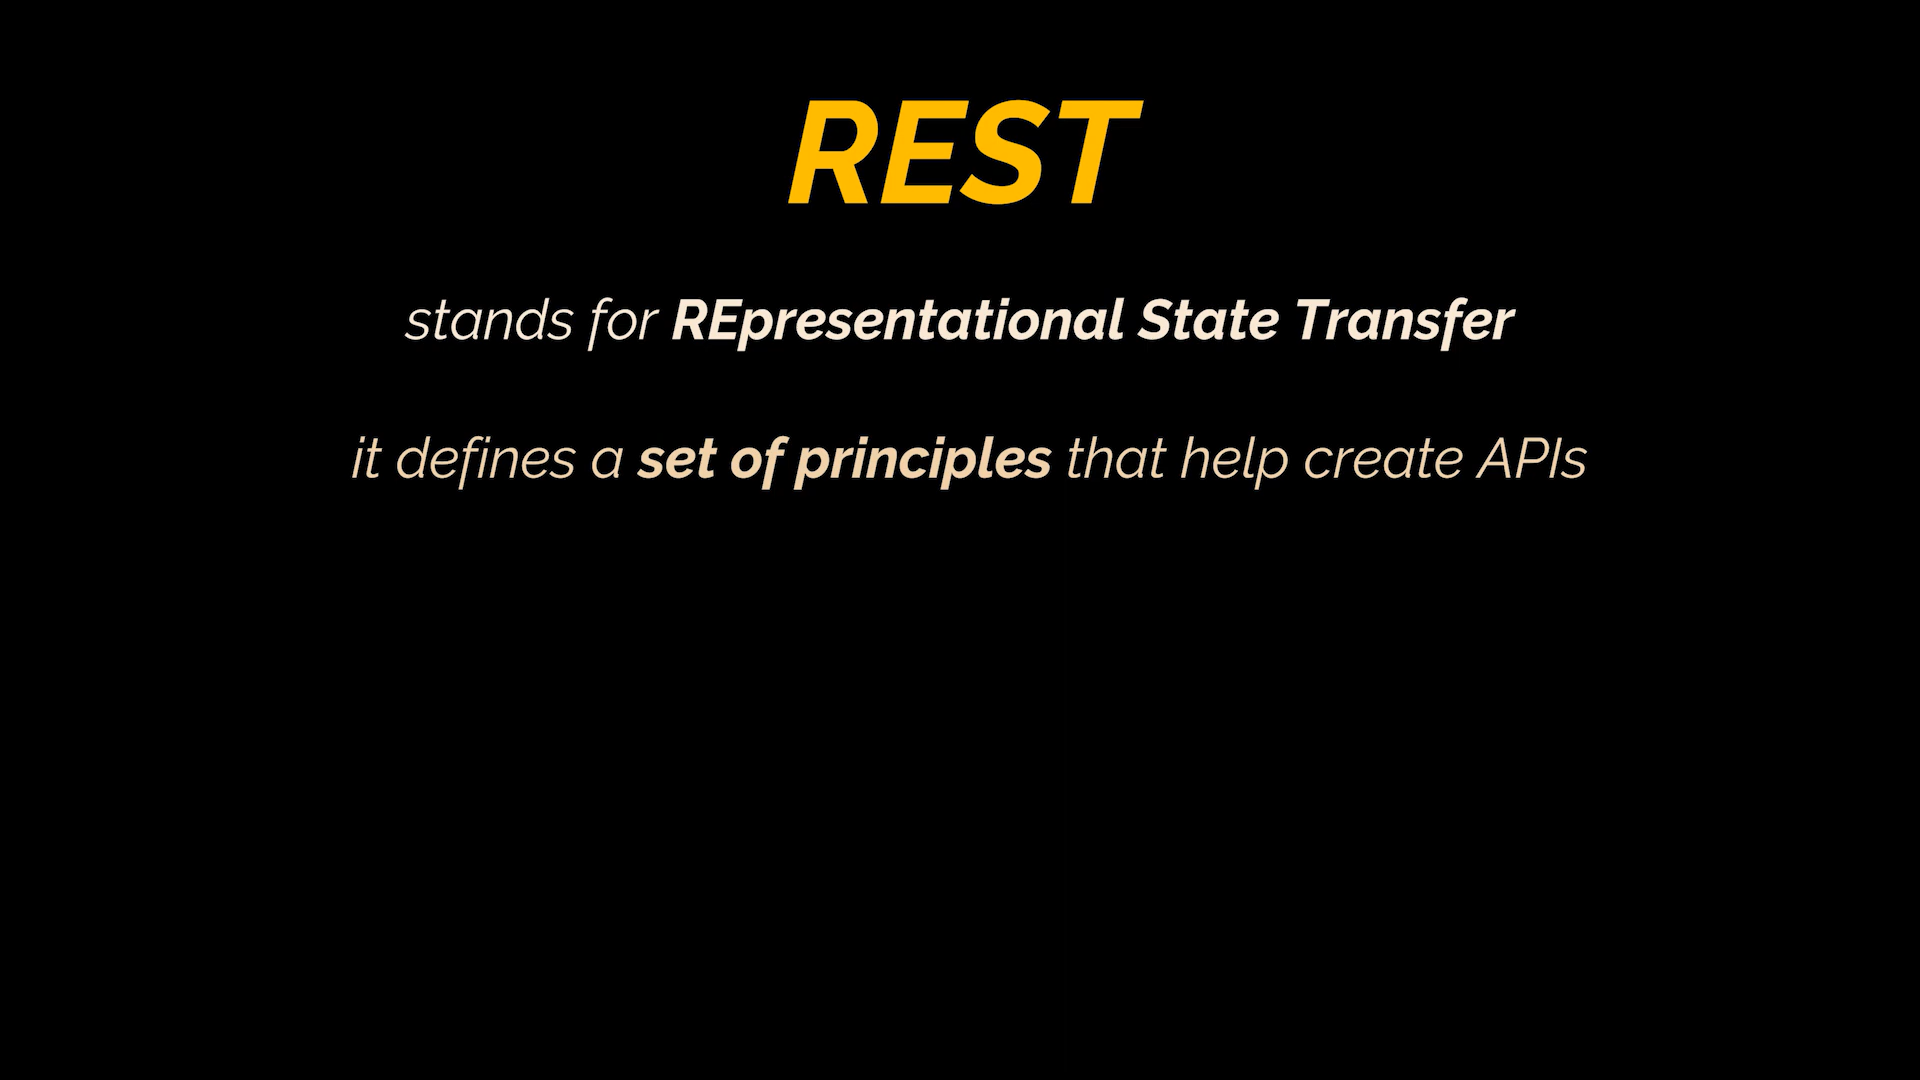 REST
stands for REpresentational State Transfer
it defines a set of principles that help create APIs